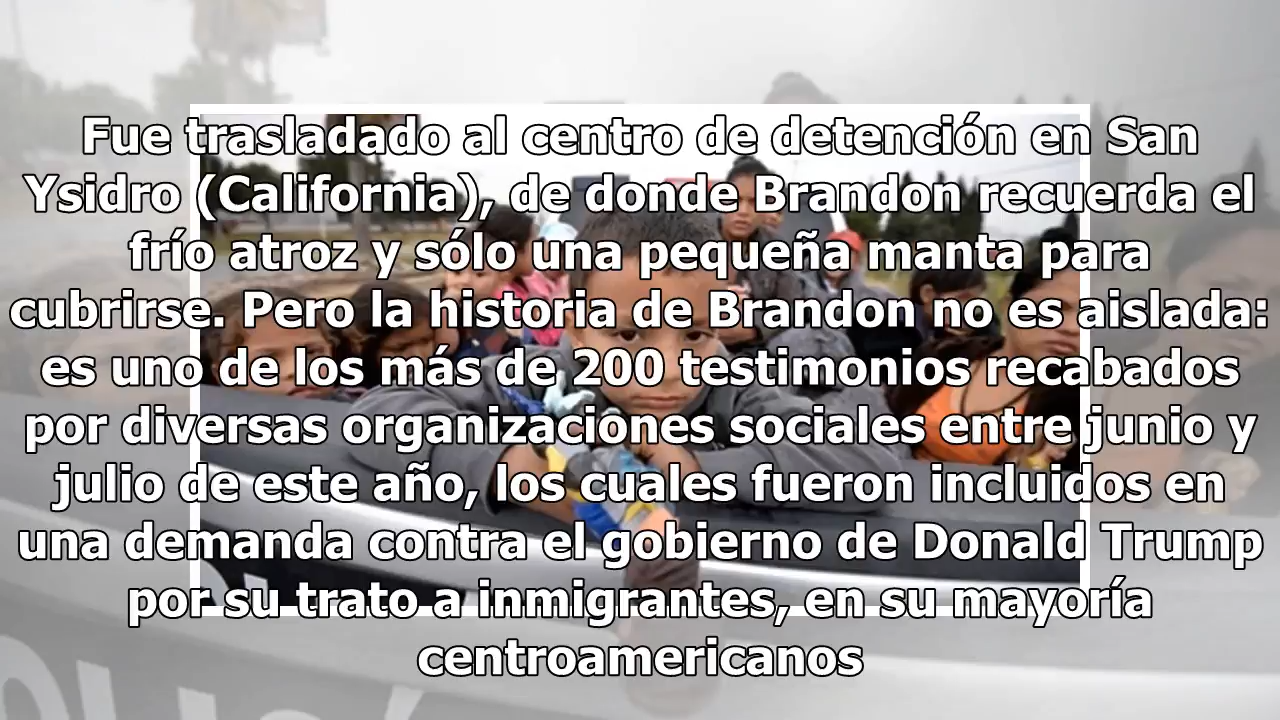 Fue trasladado al centro de detención en San
Ysidro (California), de donde Brandon recuerda el
frío atroz y sólo una pequeña manta para
cubrirse. Pero la historia de Brandon no es aislada:
es uno de los más de 200 testimonios recabados
por diversas organizaciones sociales entre junio y
julio de este año, los cuales fueron incluidos en
una demanda contra el gobierno de Donald Trump
por su trato a inmigrantes, en su mayoría
centroamericanos